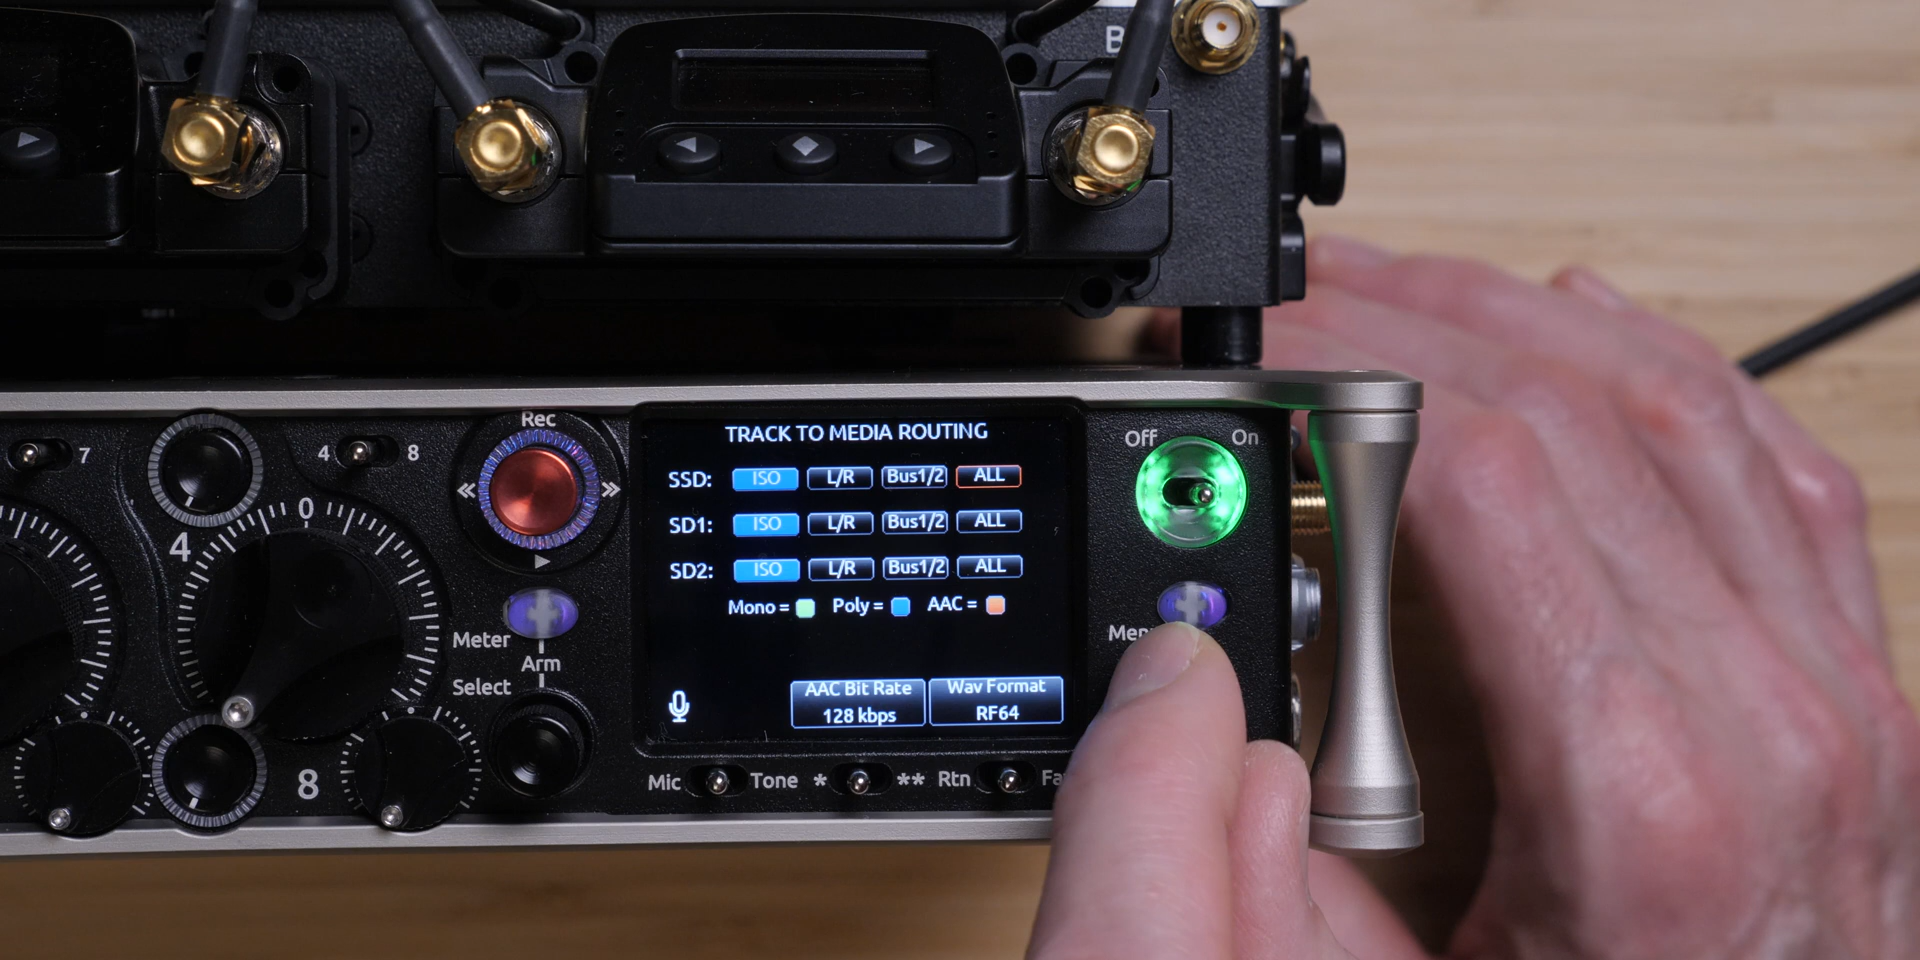 B
Rec
Off On
7
4 8
TRACK TO MEDIA ROUTING
SSD: ISO L/R Bus1/2 ALL
SD1: ISO L/R Bus1/2 ALL
SD2: ISO L/R Bus1/2 ALL
Mono = Poly = AAC =
0
4
Meter
Arm
Select
AAC Bit Rate
128 kbps
Wav Format
RF64
8
Mic Tone * ** Rtn